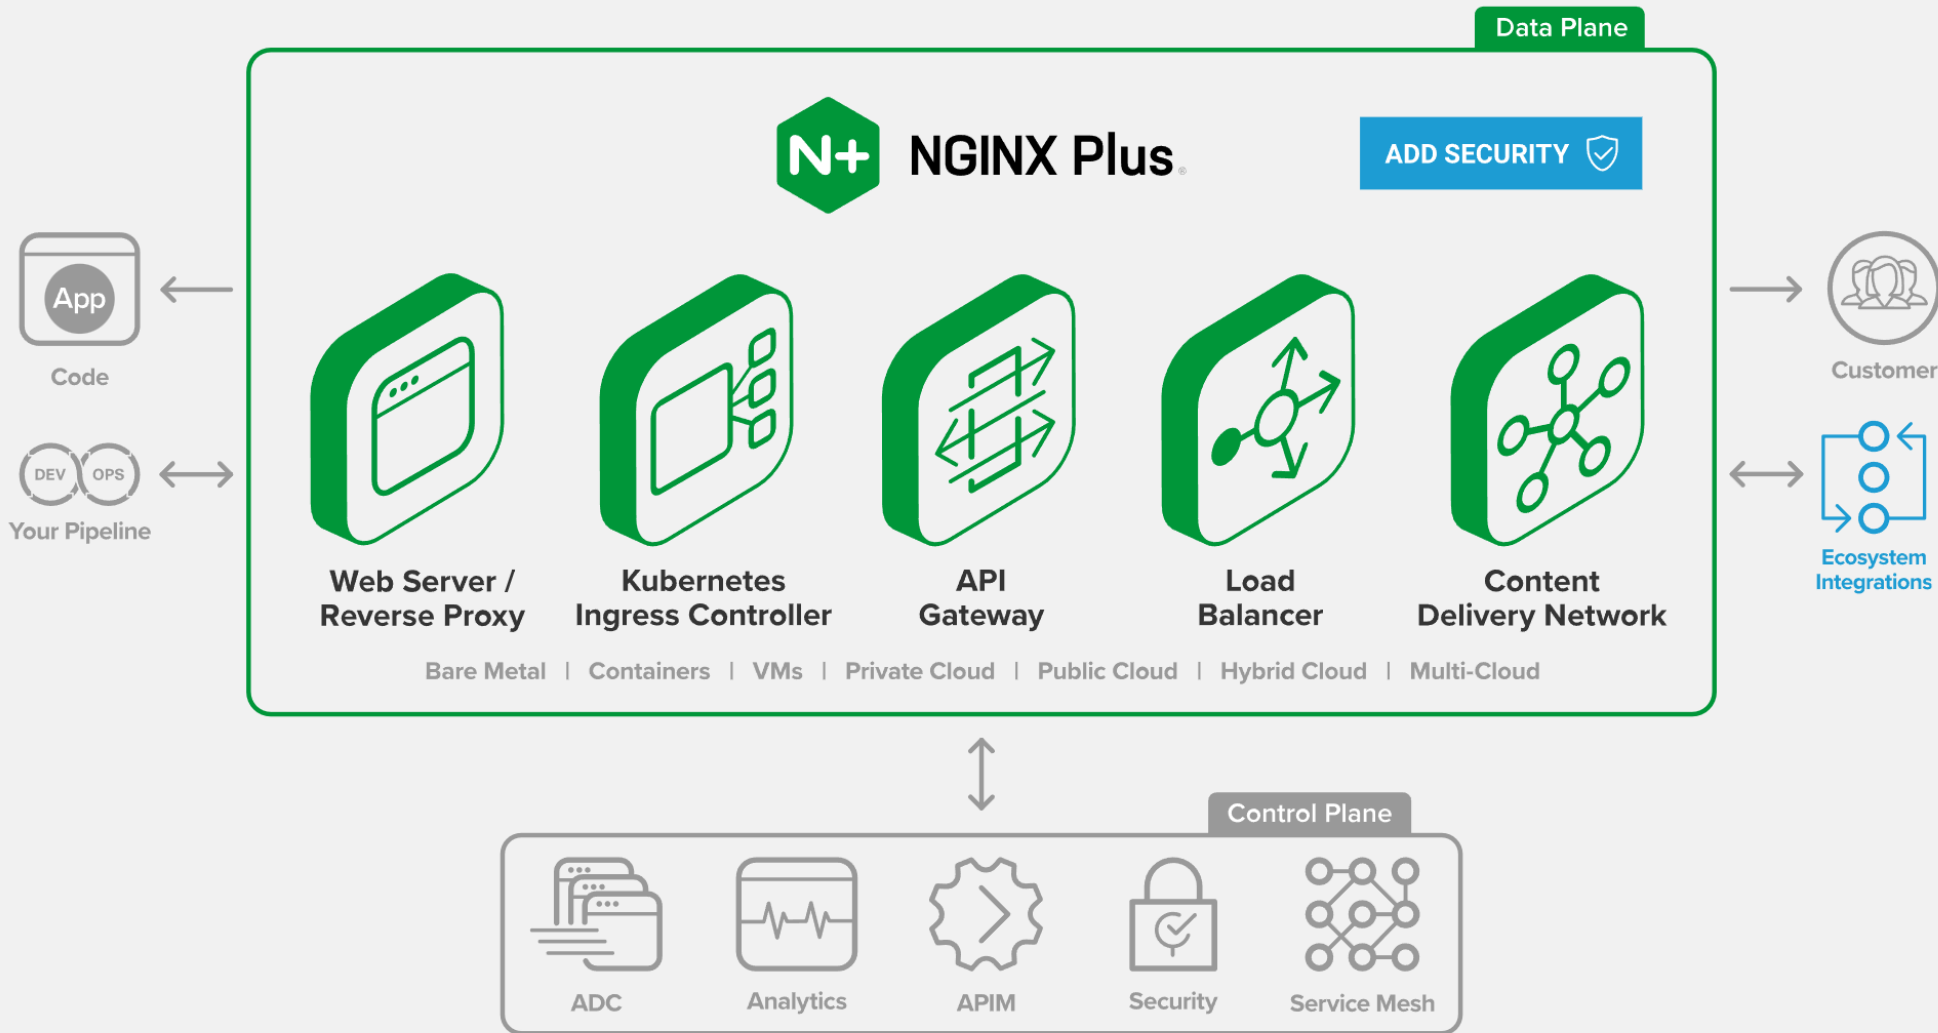 Data Plane
N+ NGINX Plus®
ADD SECURITY
App
Code
DEV OPS
Your Pipeline
Customer
Ecosystem
Integrations
Web Server /
Reverse Proxy
Kubernetes
Ingress Controller
API
Gateway
Load
Balancer
Content
Delivery Network
Bare Metal | Containers | VMs | Private Cloud | Public Cloud | Hybrid Cloud | Multi-Cloud
Control Plane
ADC
Analytics
APIM
Security
Service Mesh